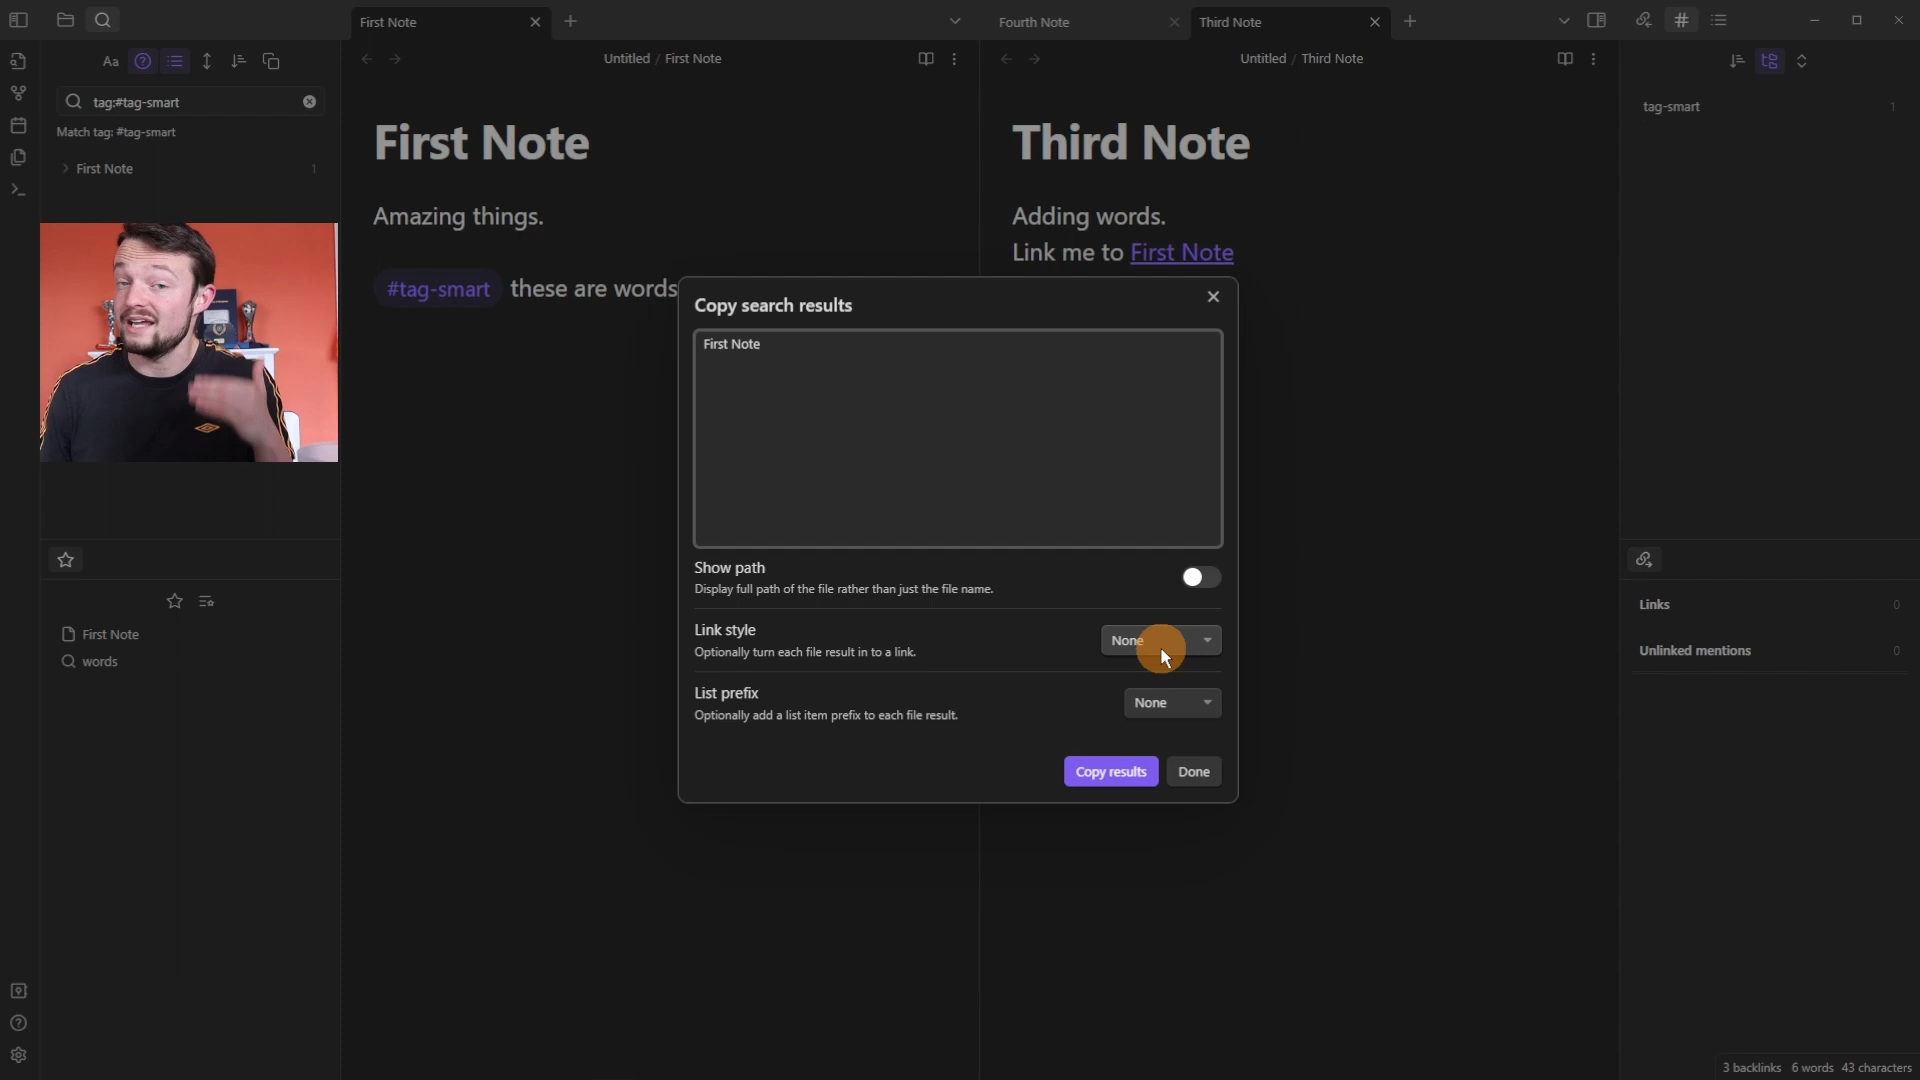 First Note
Fourth Note
Third Note
Aa
tag:#tag-smart
Match tag: #tag-smart
First Note 1
First Note
words
Untitled / First Note
First Note
Amazing things.
#tag-smart these are words
Untitled / Third Note
Third Note
Adding words.
Link me to First Note
Copy search results
First Note
Show path
Display full path of the file rather than just the file name.
Link style
Optionally turn each file result in to a link.
None
List prefix
Optionally add a list item prefix to each file result.
None
Copy results
Done
tag-smart 1
Links 0
Unlinked mentions 0
3 backlinks 6 words 43 characters